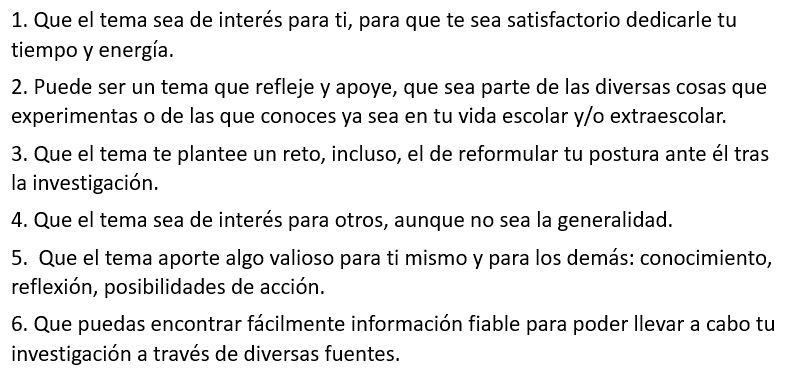 1. Que el tema sea de interés para ti, para que te sea satisfactorio dedicarle tu
tiempo y energía.
2. Puede ser un tema que refleje y apoye, que sea parte de las diversas cosas que
experimentas o de las que conoces ya sea en tu vida escolar y/o extraescolar.
3. Que el tema te plantee un reto, incluso, el de reformular tu postura ante él tras
la investigación.
4. Que el tema sea de interés para otros, aunque no sea la generalidad.
5.  Que el tema aporte algo valioso para ti mismo y para los demás: conocimiento,
reflexión, posibilidades de acción.
6. Que puedas encontrar fácilmente información fiable para poder llevar a cabo tu
investigación a través de diversas fuentes.